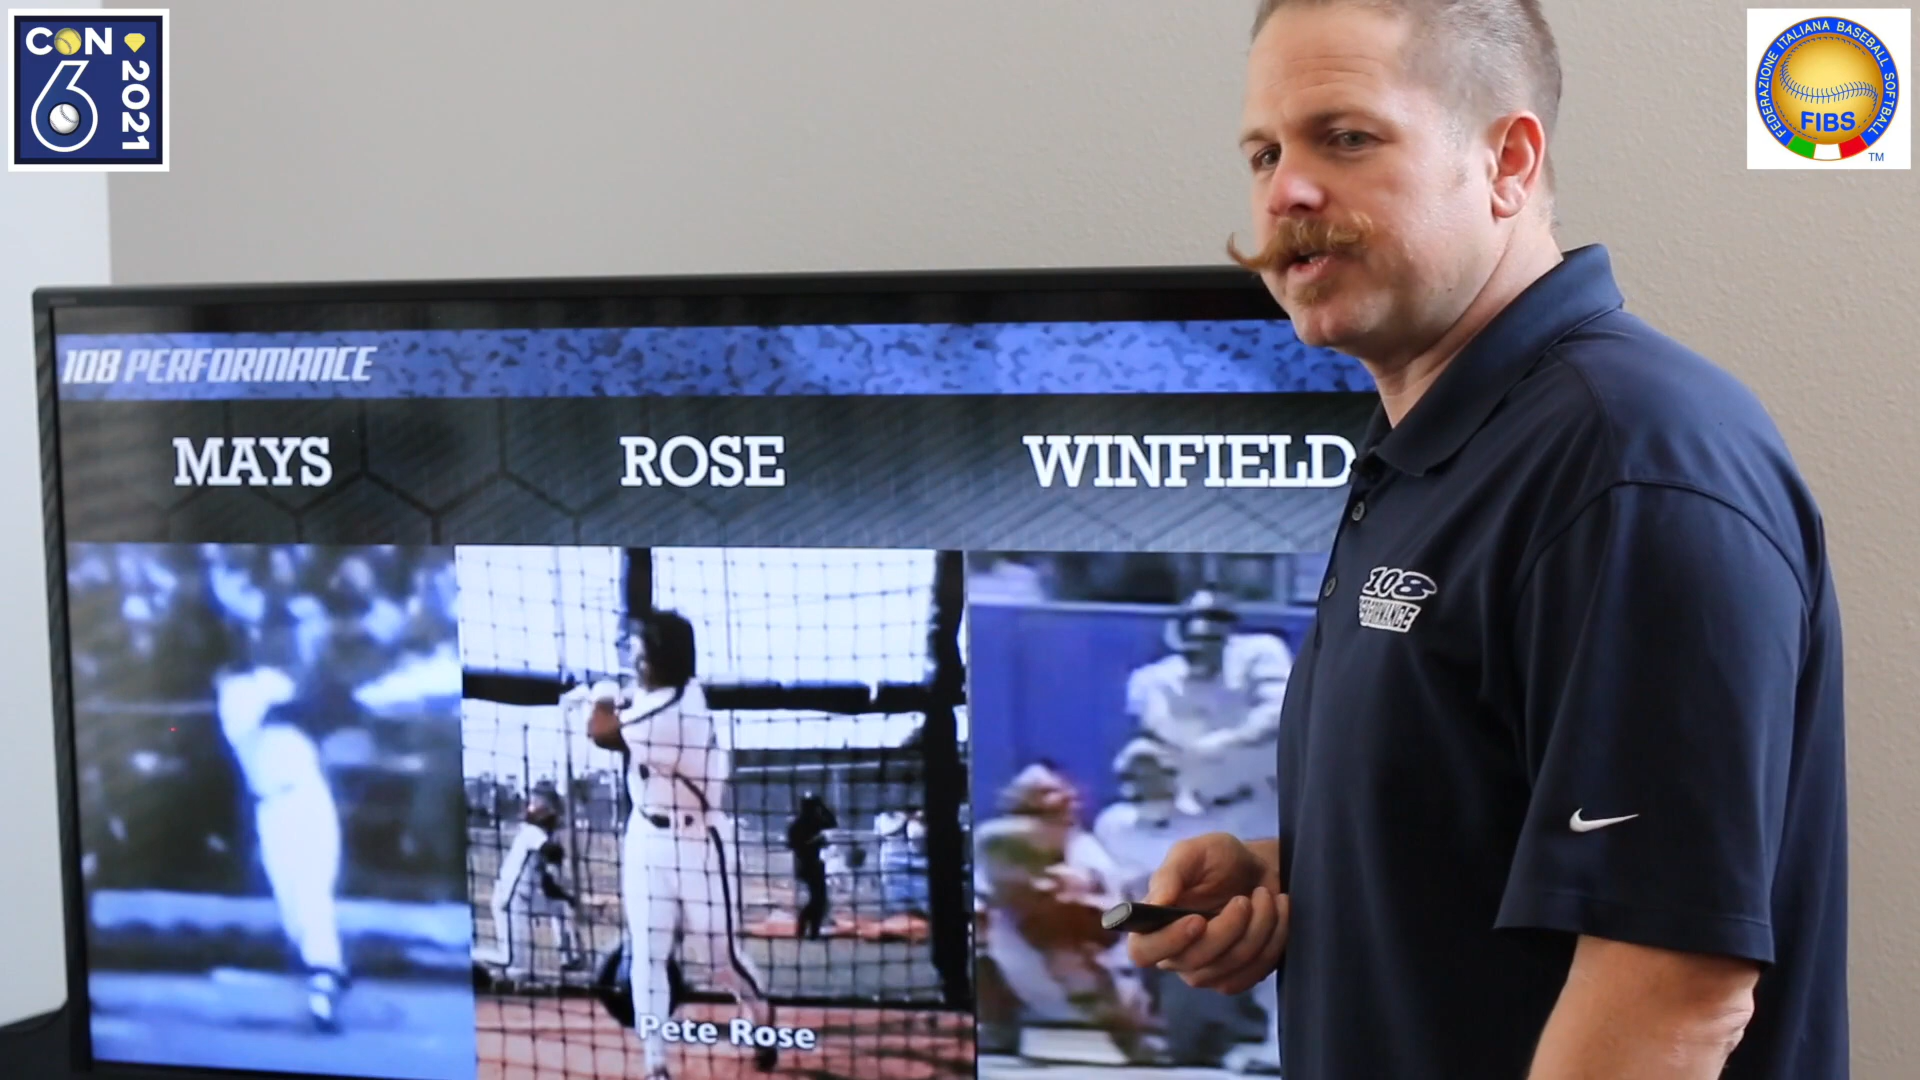 CON
6
2021
FEDERAZIONE ITALIANA BASEBALL SOFTBALL
FIBS
TM
108 PERFORMANCE
MAYS
ROSE
WINFIELD
108
PERFORMANCE
Pete Rose